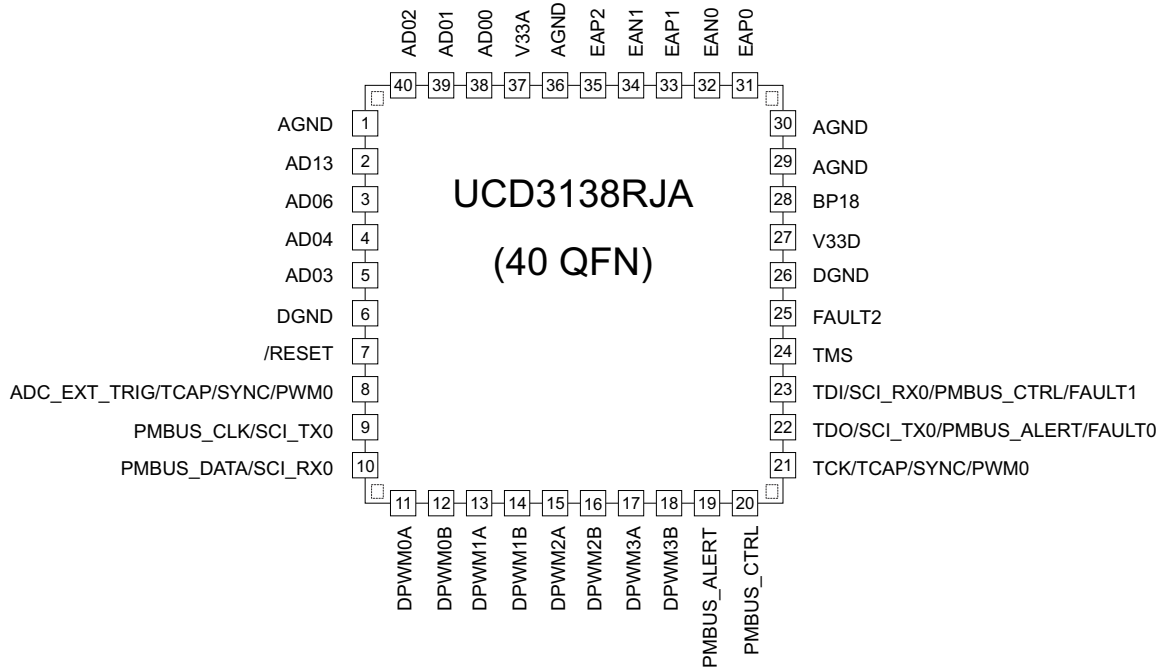 AD02
AD01
AD00
V33A
AGND
EAP2
EAN1
EAP1
EAN0
EAP0
40
39
38
37
36
35
34
33
32
31
AGND
1
AD13
2
AD06
3
AD04
4
AD03
5
DGND
6
/RESET
7
ADC_EXT_TRIG/TCAP/SYNC/PWM0
8
PMBUS_CLK/SCI_TX0
9
PMBUS_DATA/SCI_RX0
10
UCD3138RJA
(40 QFN)
30
AGND
29
AGND
28
BP18
27
V33D
26
DGND
25
FAULT2
24
TMS
23
TDI/SCI_RX0/PMBUS_CTRL/FAULT1
22
TDO/SCI_TX0/PMBUS_ALERT/FAULT0
21
TCK/TCAP/SYNC/PWM0
11
12
13
14
15
16
17
18
19
20
DPWM0A
DPWM0B
DPWM1A
DPWM1B
DPWM2A
DPWM2B
DPWM3A
DPWM3B
PMBUS_ALERT
PMBUS_CTRL